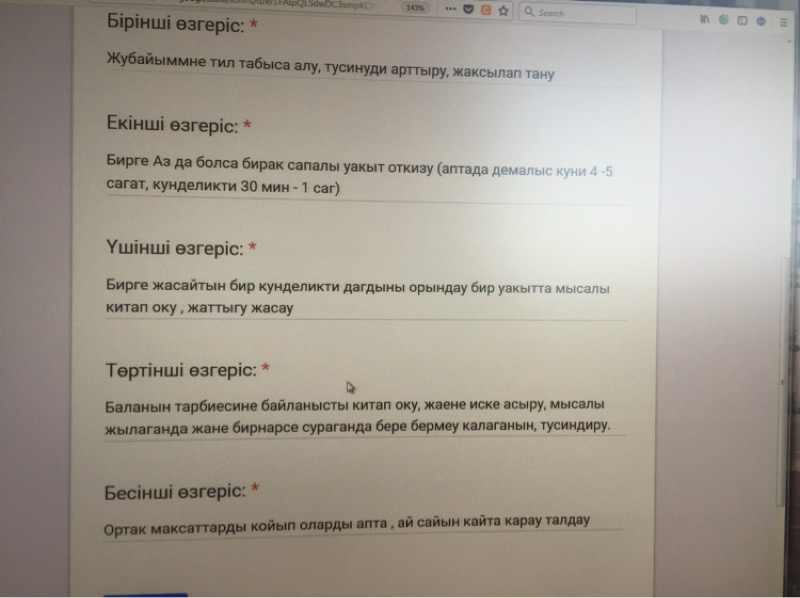 143%
Search
Бірінші өзгеріс: *
Жубайыммне тил табыса алу, тусинуди арттыру, жаксылап тану
Екінші өзгеріс: *
Бирге Аз да болса бирак сапалы уакыт откизу (аптада демалыс куни 4 -5
сагат, кунделикти 30 мин - 1 саг)
Үшінші өзгеріс: *
Бирге жасайтын бир кунделикти дагдыны орындау бир уакытта мысалы
китап оку , жаттыгу жасау
Төртінші өзгеріс: *
Баланын тарбиесине байланысты китап оку, жаене иске асыру, мысалы
жылаганда жане бирнарсе сураганда бере бермеу калаганын, тусиндиру.
Бесінші өзгеріс: *
Ортак максаттарды койып оларды апта , ай сайын кайта карау талдау